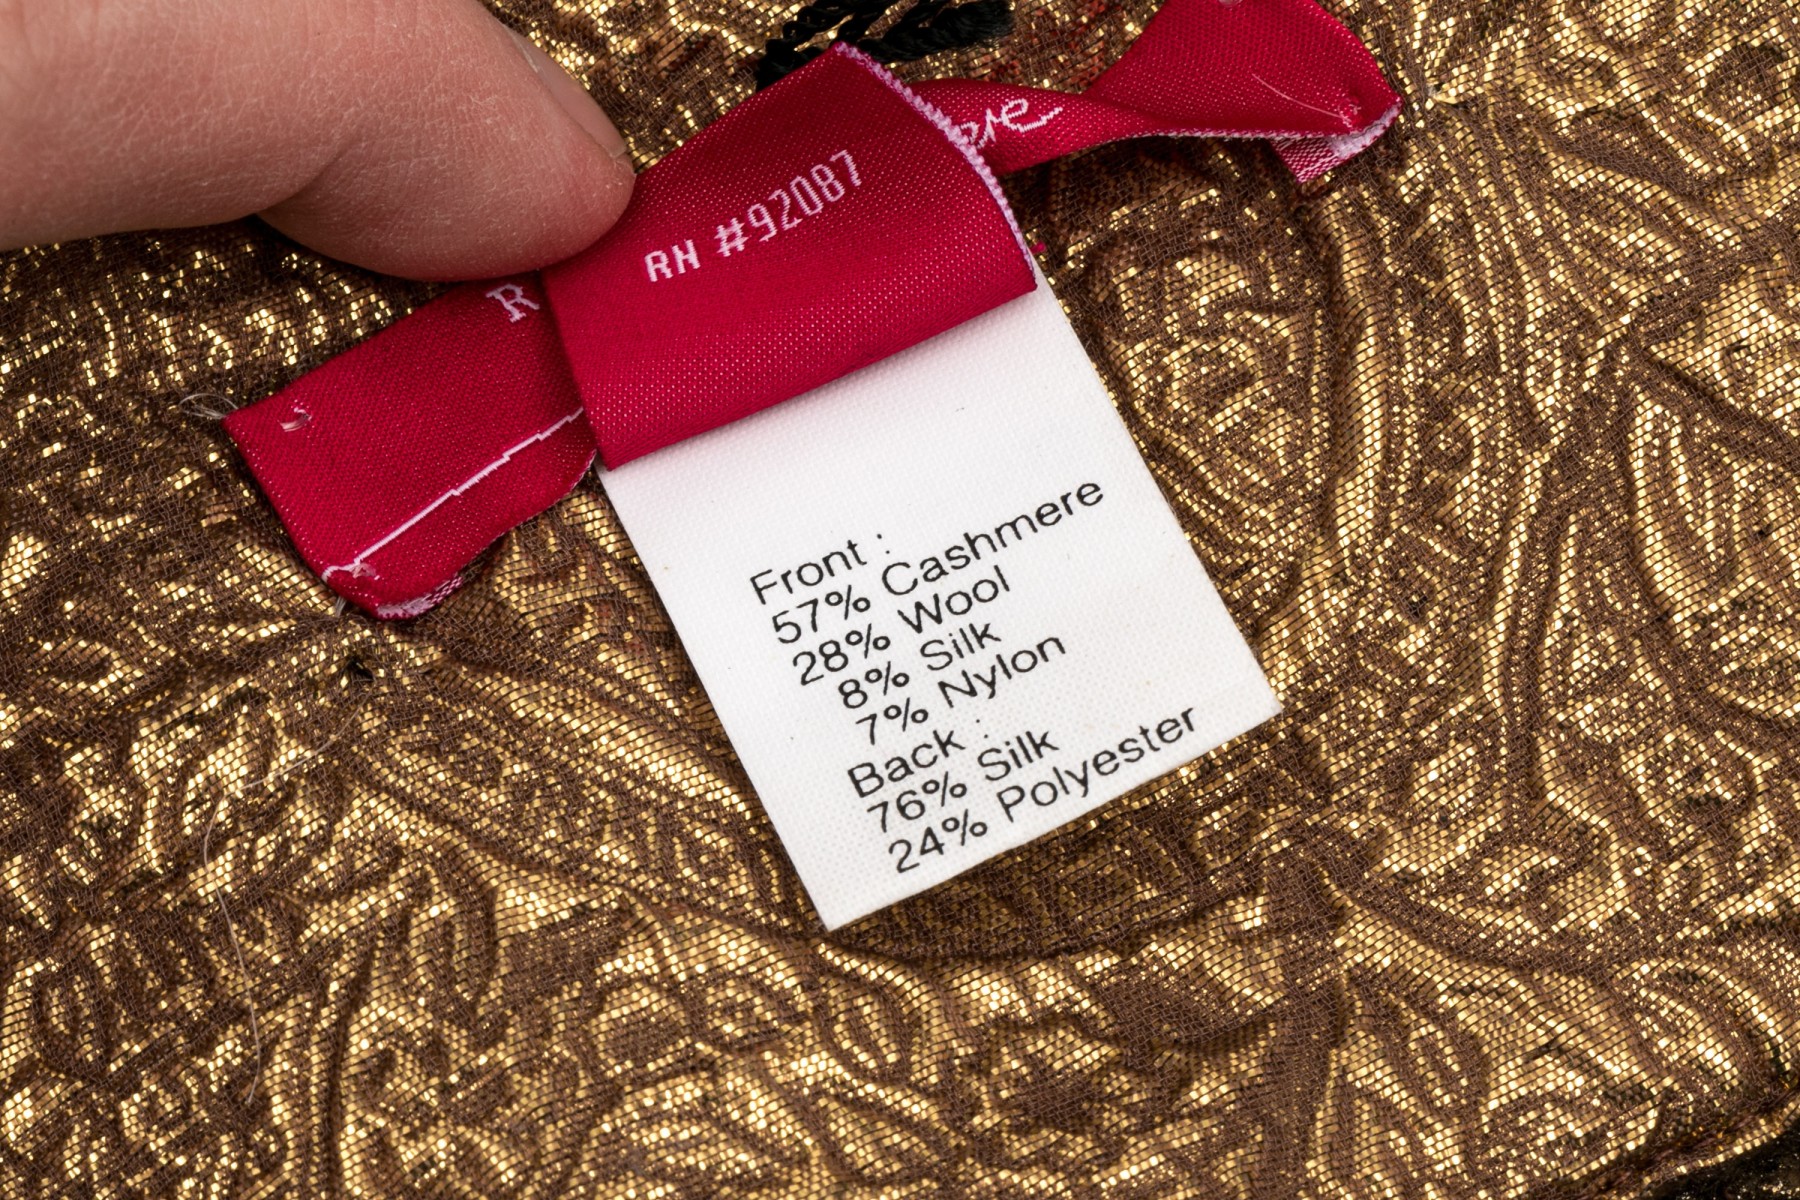 RN #92087
Front :
57% Cashmere
28% Wool
8% Silk
7% Nylon
Back :
76% Silk
24% Polyester